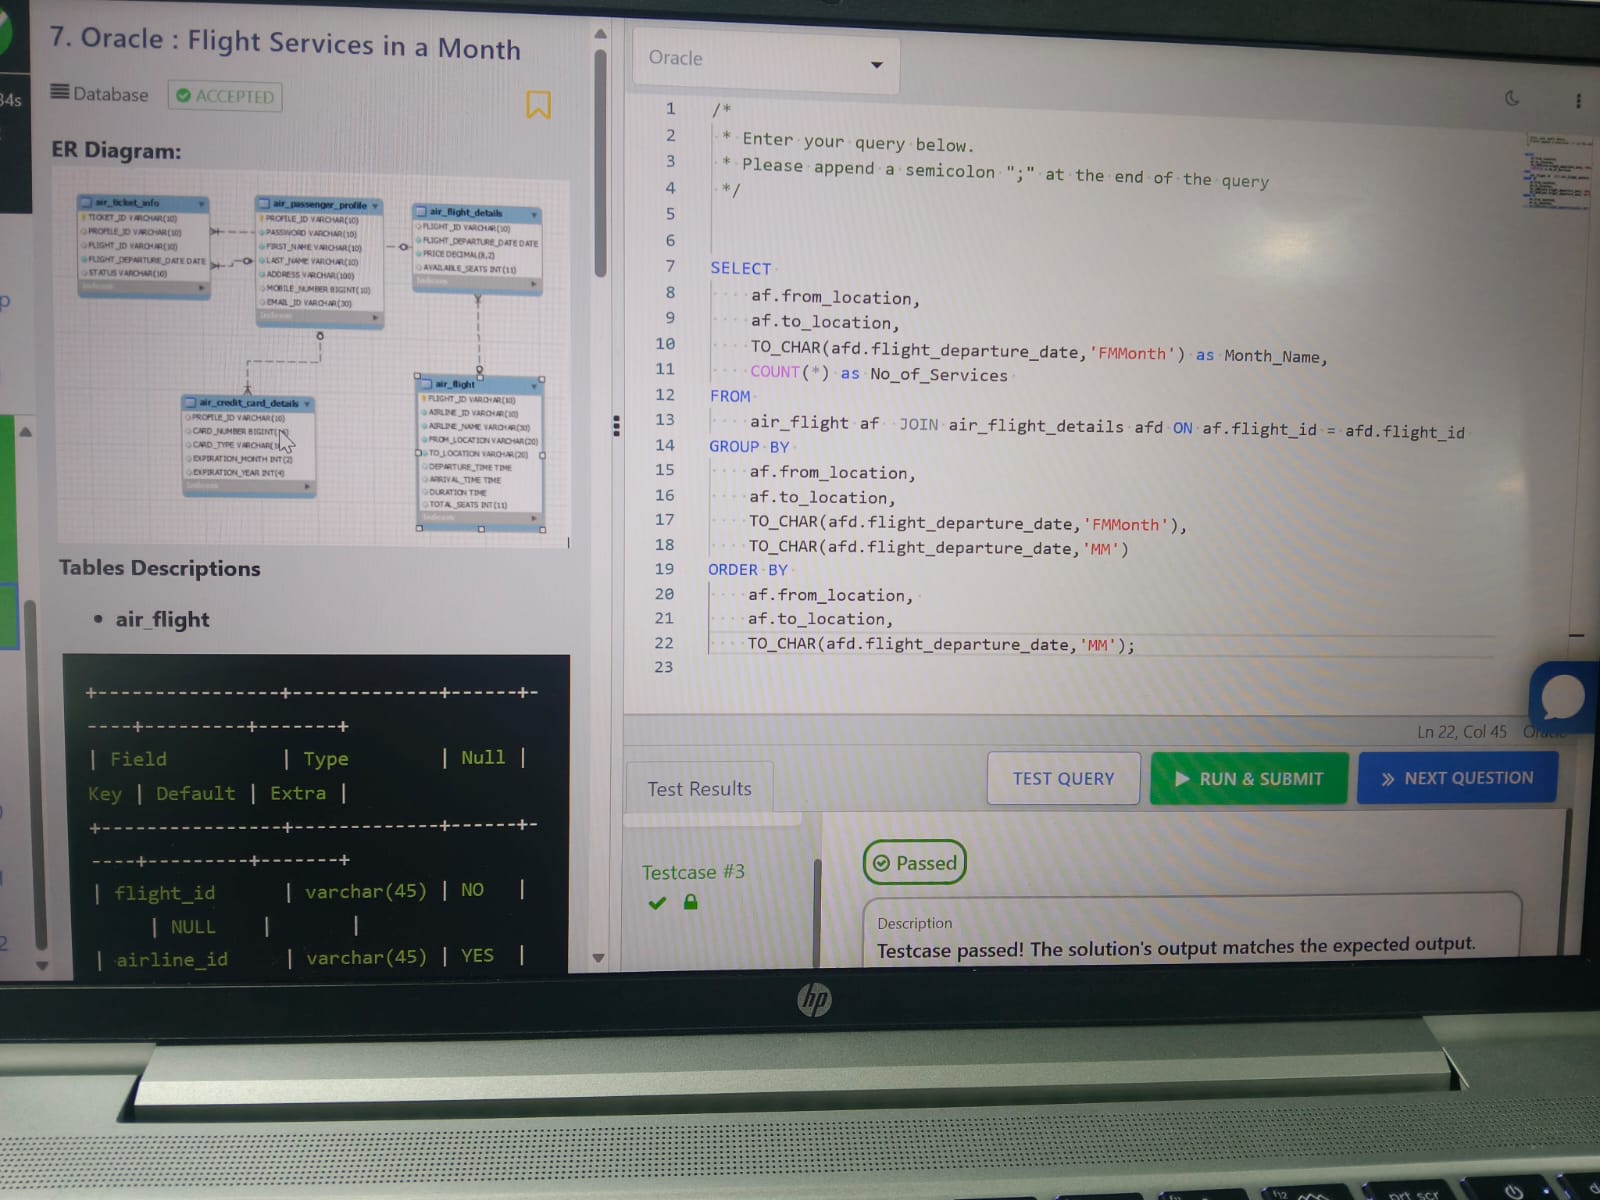 7. Oracle : Flight Services in a Month
34s
Database
ACCEPTED
ER Diagram:
air_ticket_info
TICKET_ID VARCHAR(10)
PROFILE_ID VARCHAR(10)
FLIGHT_ID VARCHAR(10)
FLIGHT_DEPARTURE_DATE DATE
STATUS VARCHAR(10)
Indexes
air_passenger_profile
PROFILE_ID VARCHAR(10)
PASSWORD VARCHAR(10)
FIRST_NAME VARCHAR(10)
LAST_NAME VARCHAR(10)
ADDRESS VARCHAR(100)
MOBILE_NUMBER BIGINT(10)
EMAIL_ID VARCHAR(30)
Indexes
air_flight_details
FLIGHT_ID VARCHAR(10)
FLIGHT_DEPARTURE_DATE DATE
PRICE DECIMAL(8,2)
AVAILABLE_SEATS INT(11)
Indexes
air_credit_card_details
PROFILE_ID VARCHAR(10)
CARD_NUMBER BIGINT
CARD_TYPE VARCHAR
EXPIRATION_MONTH INT(2)
EXPIRATION_YEAR INT(4)
Indexes
air_flight
FLIGHT_ID VARCHAR(10)
AIRLINE_ID VARCHAR(10)
AIRLINE_NAME VARCHAR(30)
FROM_LOCATION VARCHAR(20)
TO_LOCATION VARCHAR(20)
DEPARTURE_TIME TIME
ARRIVAL_TIME TIME
DURATION TIME
TOTAL_SEATS INT(11)
Indexes
Tables Descriptions
• air_flight
+-----------------+--------------+------+-
----+----------+-------+
| Field | Type | Null |
Key | Default | Extra |
+-----------------+--------------+------+-
----+----------+-------+
| flight_id | varchar(45) | NO |
| NULL | |
| airline_id | varchar(45) | YES |
Oracle
1 /*
2 * Enter your query below.
3 * Please append a semicolon ";" at the end of the query
4 */
5
6
7 SELECT
8 af.from_location,
9 af.to_location,
10 TO_CHAR(afd.flight_departure_date,'FMMonth') as Month_Name,
11 COUNT(*) as No_of_Services
12 FROM
13 air_flight af JOIN air_flight_details afd ON af.flight_id = afd.flight_id
14 GROUP BY
15 af.from_location,
16 af.to_location,
17 TO_CHAR(afd.flight_departure_date,'FMMonth'),
18 TO_CHAR(afd.flight_departure_date,'MM')
19 ORDER BY
20 af.from_location,
21 af.to_location,
22 TO_CHAR(afd.flight_departure_date,'MM');
23
Ln 22, Col 45
TEST QUERY
RUN & SUBMIT
NEXT QUESTION
Test Results
Testcase #3
Passed
Description
Testcase passed! The solution's output matches the expected output.
hp
f12
prt scr